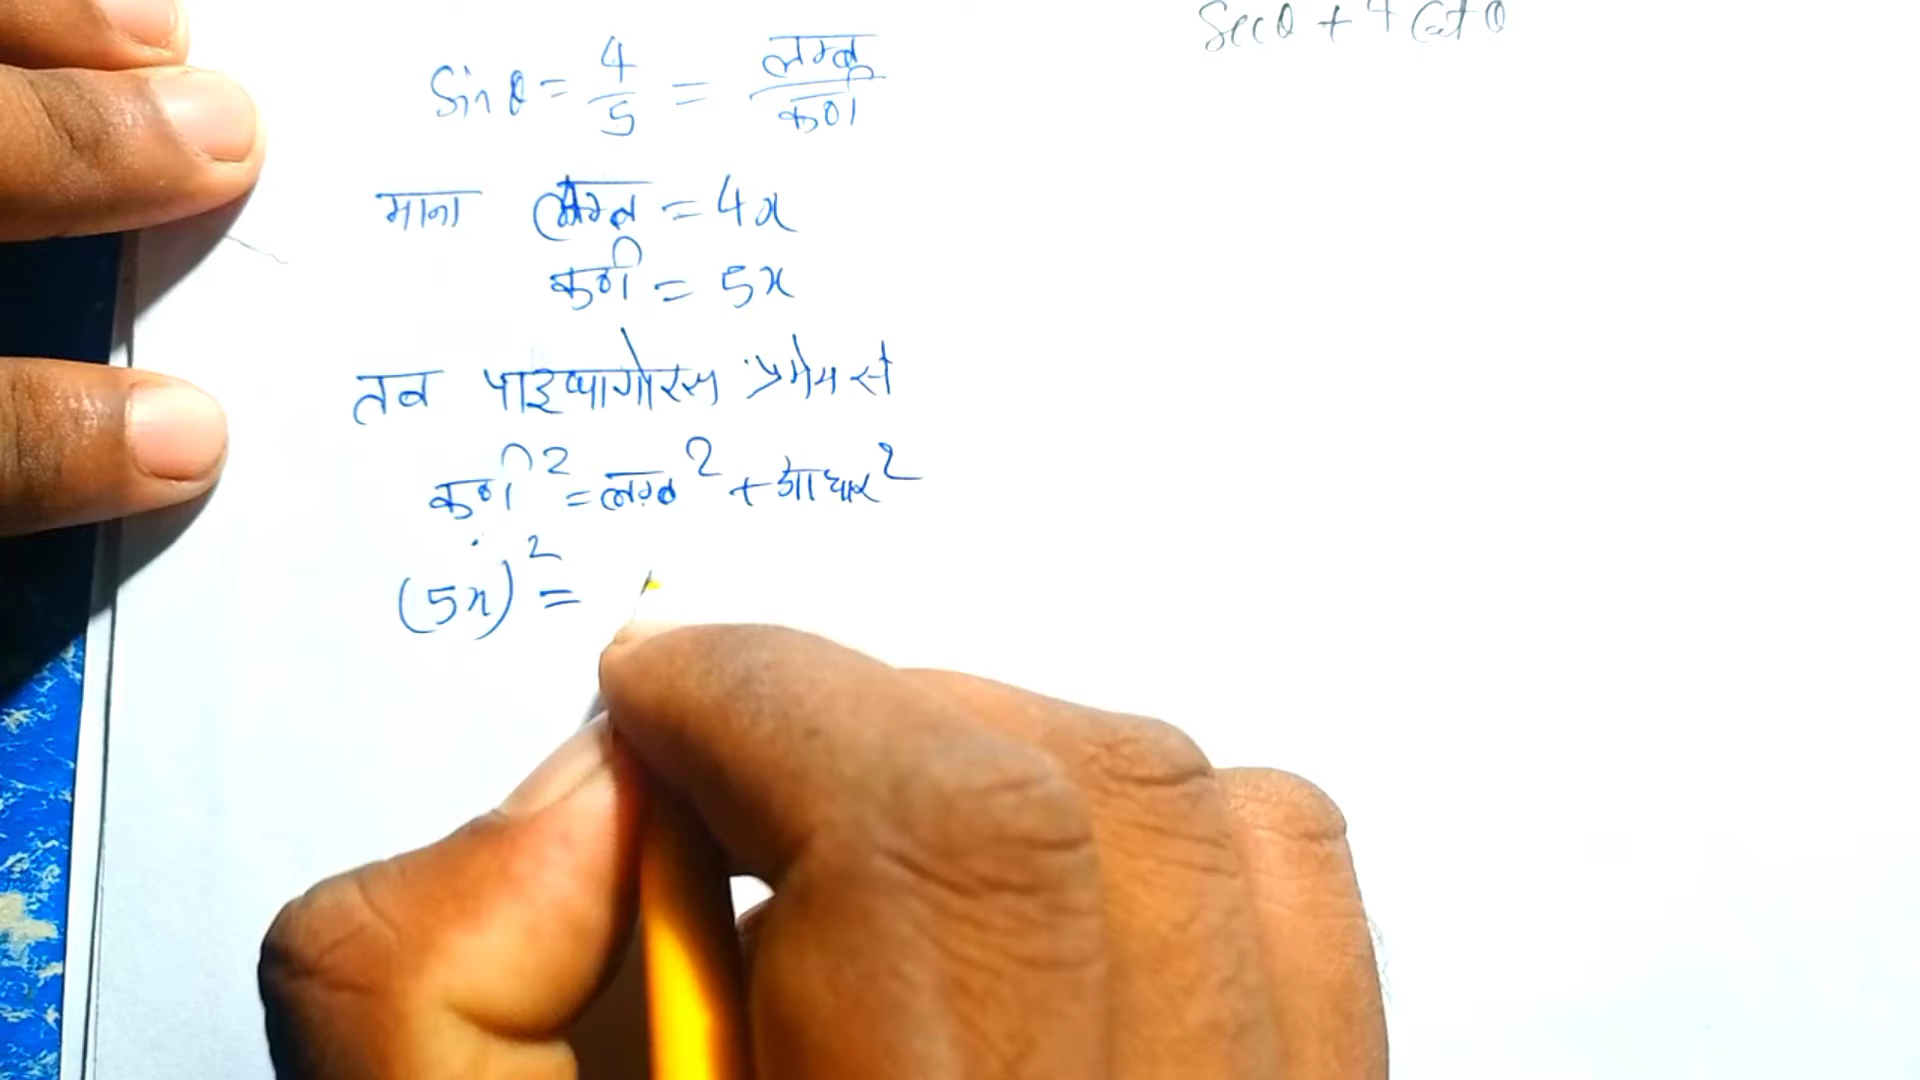 Secθ + 4 Cotθ
Sinθ = 4/5 = लम्ब/कर्ण
माना लम्ब = 4x
कर्ण = 5x
तब पाइथागोरस प्रमेय से
कर्ण² = लम्ब² + आधार²
(5x)² =